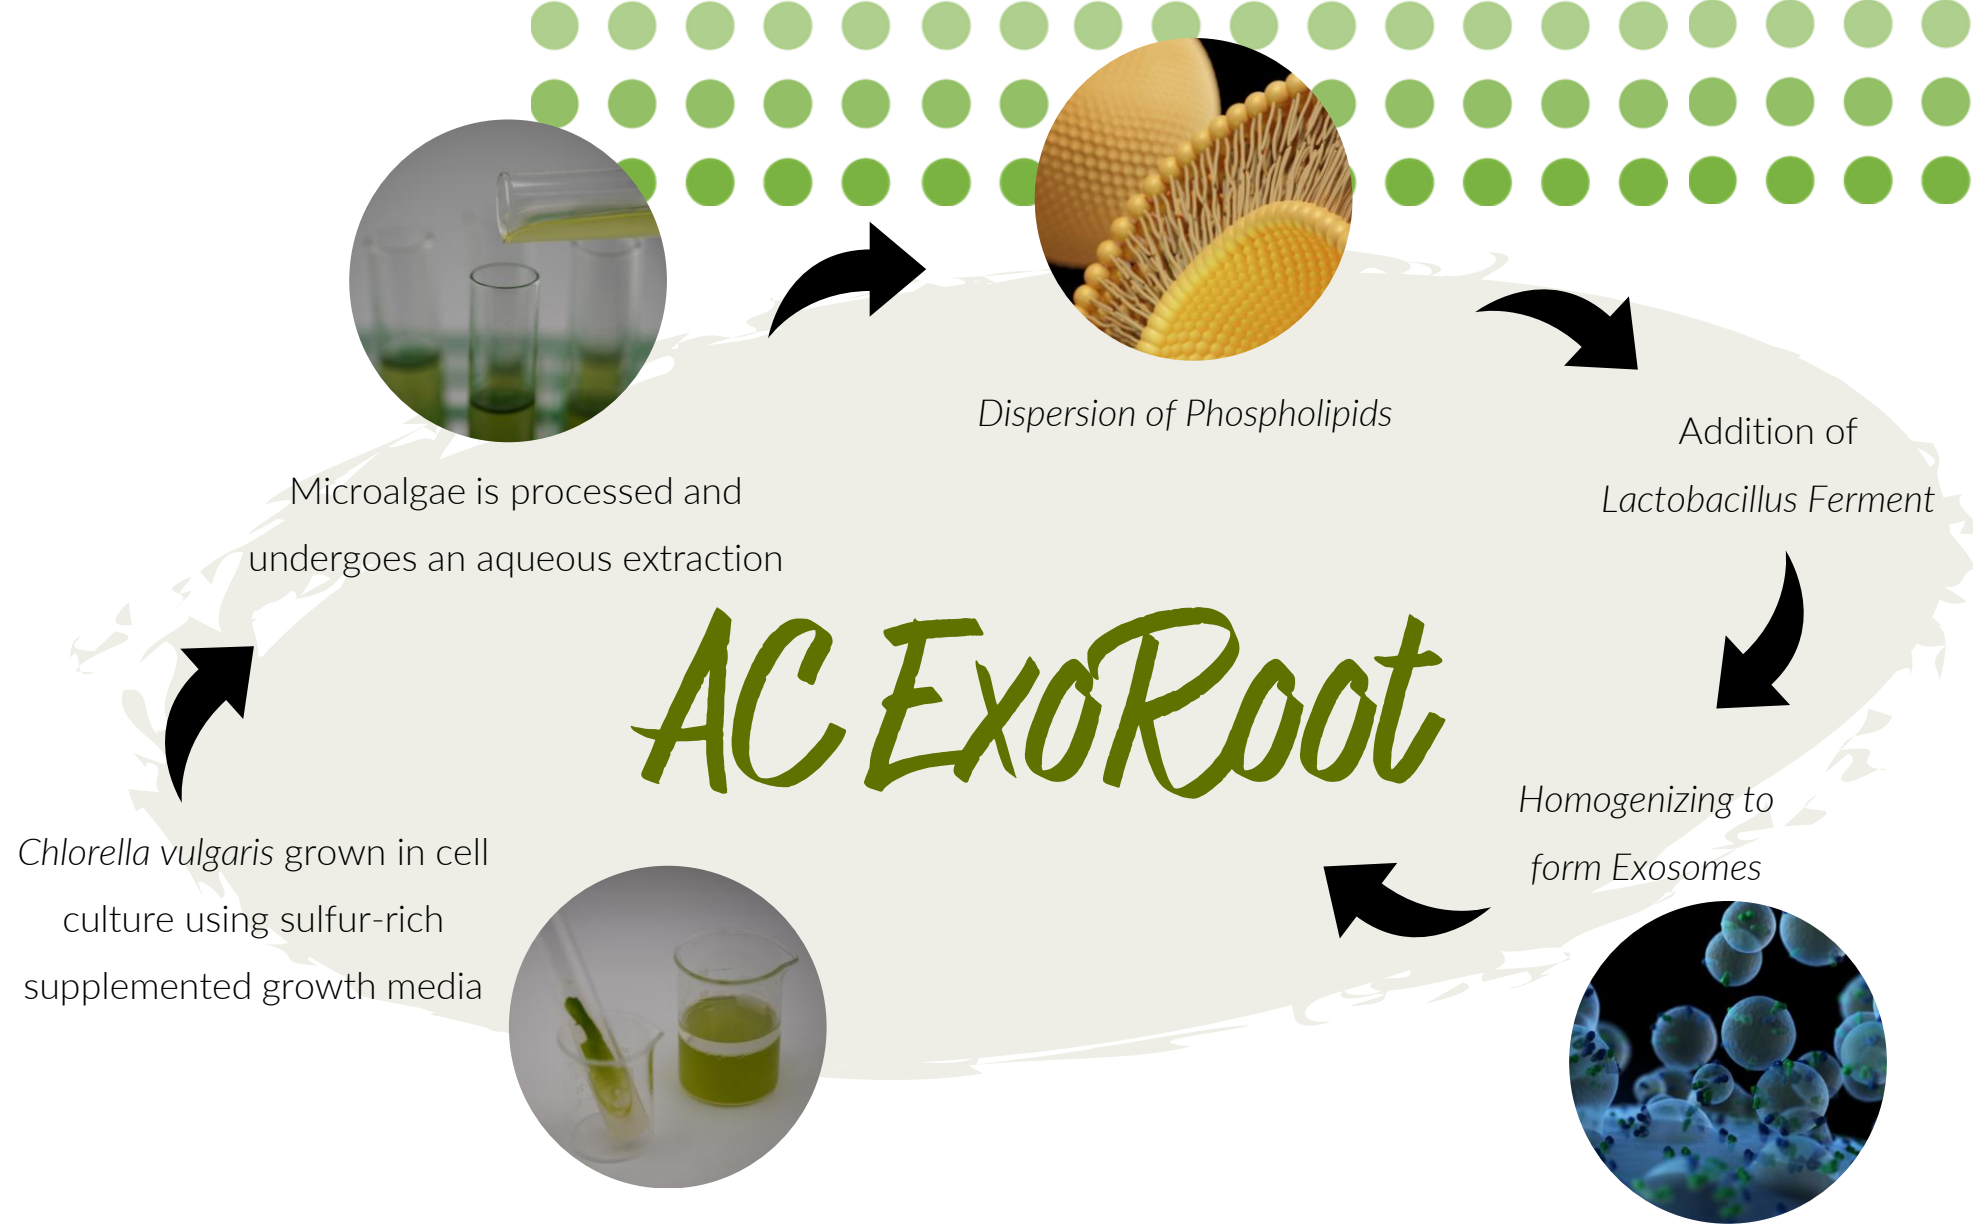 Dispersion of Phospholipids
Addition of
Lactobacillus Ferment
Microalgae is processed and
undergoes an aqueous extraction
AC ExoRoot
Homogenizing to
form Exosomes
Chlorella vulgaris grown in cell
culture using sulfur-rich
supplemented growth media